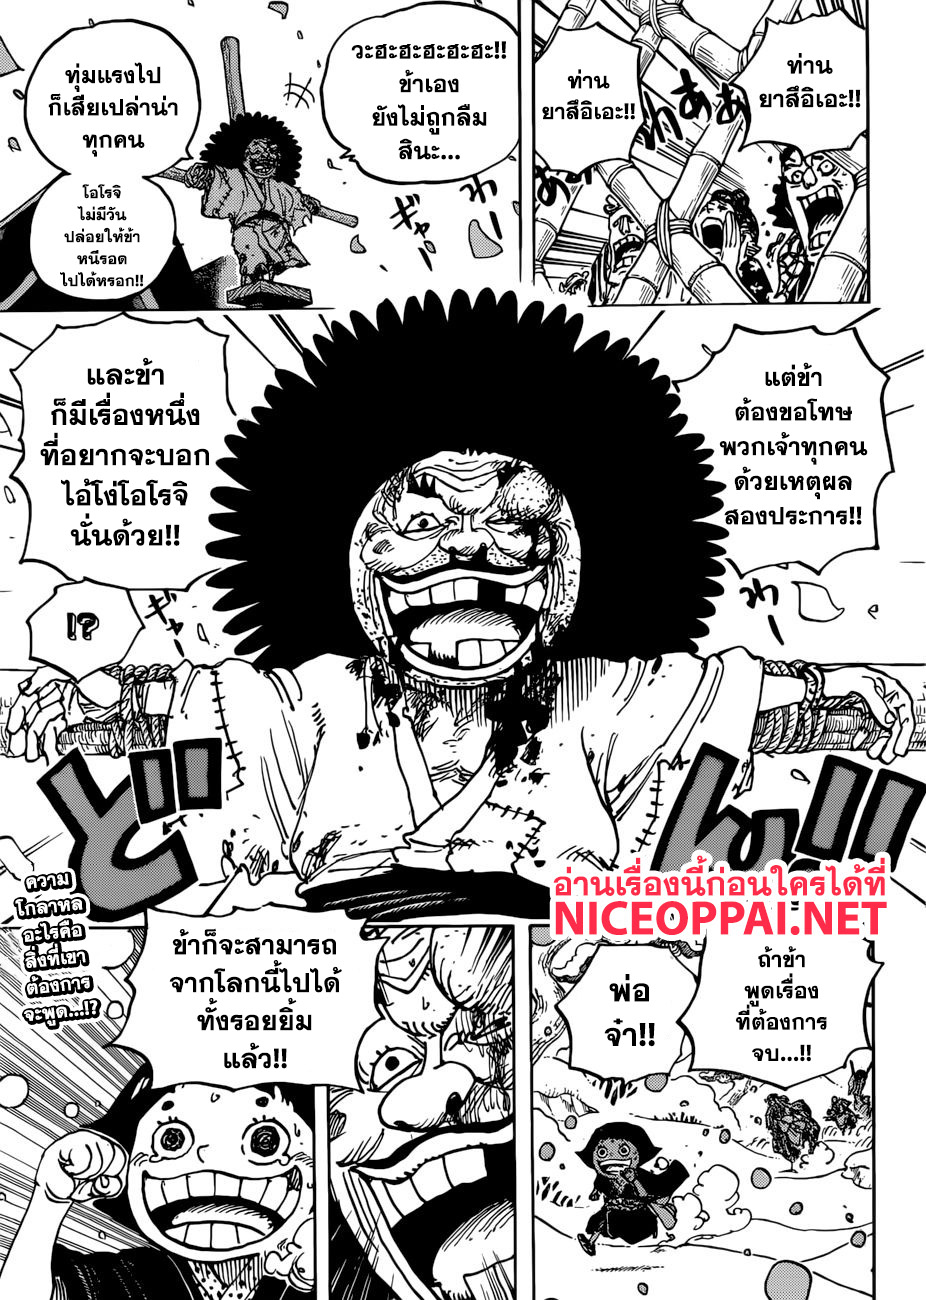 ท่าน
ยาสึอิเอะ!!
ท่าน
ยาสึอิเอะ!!
วะฮะฮะฮะฮะฮะ!!
ข้าเอง
ยังไม่ถูกลืม
สินะ...
ทุ่มแรงไป
ก็เสียเปล่าน่า
ทุกคน
โอโรจิ
ไม่มีวัน
ปล่อยให้ข้า
หนีรอด
ไปได้หรอก!!
แต่ข้า
ต้องขอโทษ
พวกเจ้าทุกคน
ด้วยเหตุผล
สองประการ!!
และข้า
ก็มีเรื่องหนึ่ง
ที่อยากจะบอก
ไอ้โง่โอโรจิ
นั่นด้วย!!
!?
ど ん!!
ความ
โกลาหล
อะไรคือ
สิ่งที่เขา
ต้องการ
จะพูด...!?
อ่านเรื่องนี้ก่อนใครได้ที่
NICEOPPAI.NET
ถ้าข้า
พูดเรื่อง
ที่ต้องการ
จบ...!!
พ่อ
จ๋า!!
ข้าก็จะสามารถ
จากโลกนี้ไปได้
ทั้งรอยยิ้ม
แล้ว!!